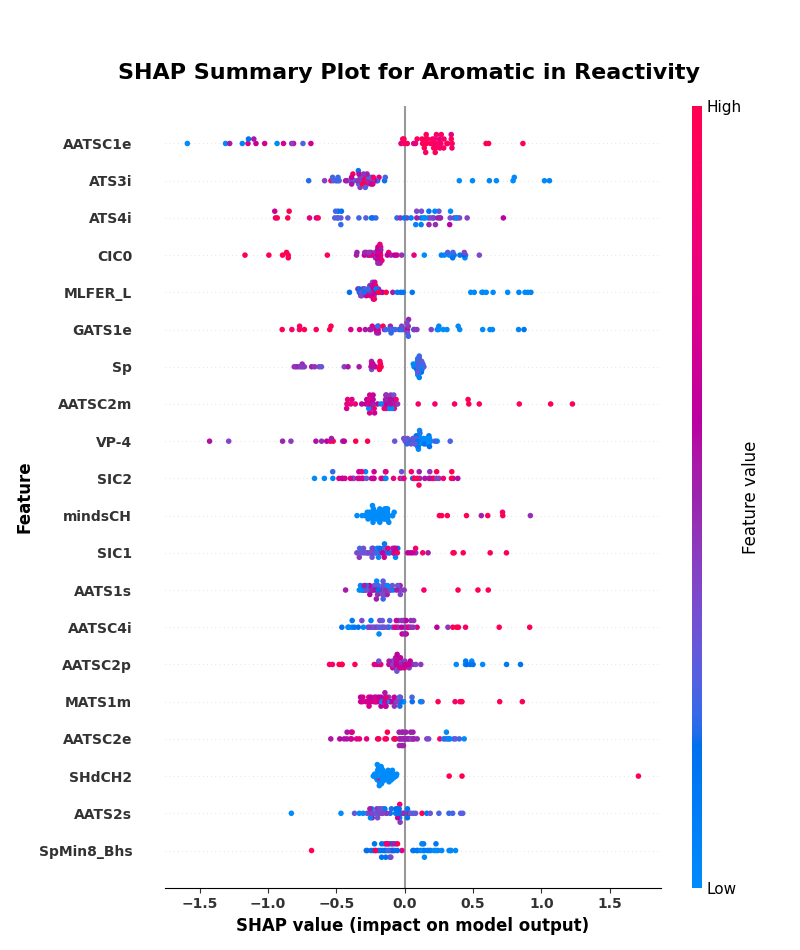 SHAP Summary Plot for Aromatic in Reactivity
High
AATSC1e
ATS3i
ATS4i
CIC0
MLFER_L
GATS1e
Sp
AATSC2m
VP-4
SIC2
mindsCH
SIC1
AATS1s
AATSC4i
AATSC2p
MATS1m
AATSC2e
SHdCH2
AATS2s
SpMin8_Bhs
Feature
Feature value
Low
−1.5 −1.0 −0.5 0.0 0.5 1.0 1.5
SHAP value (impact on model output)